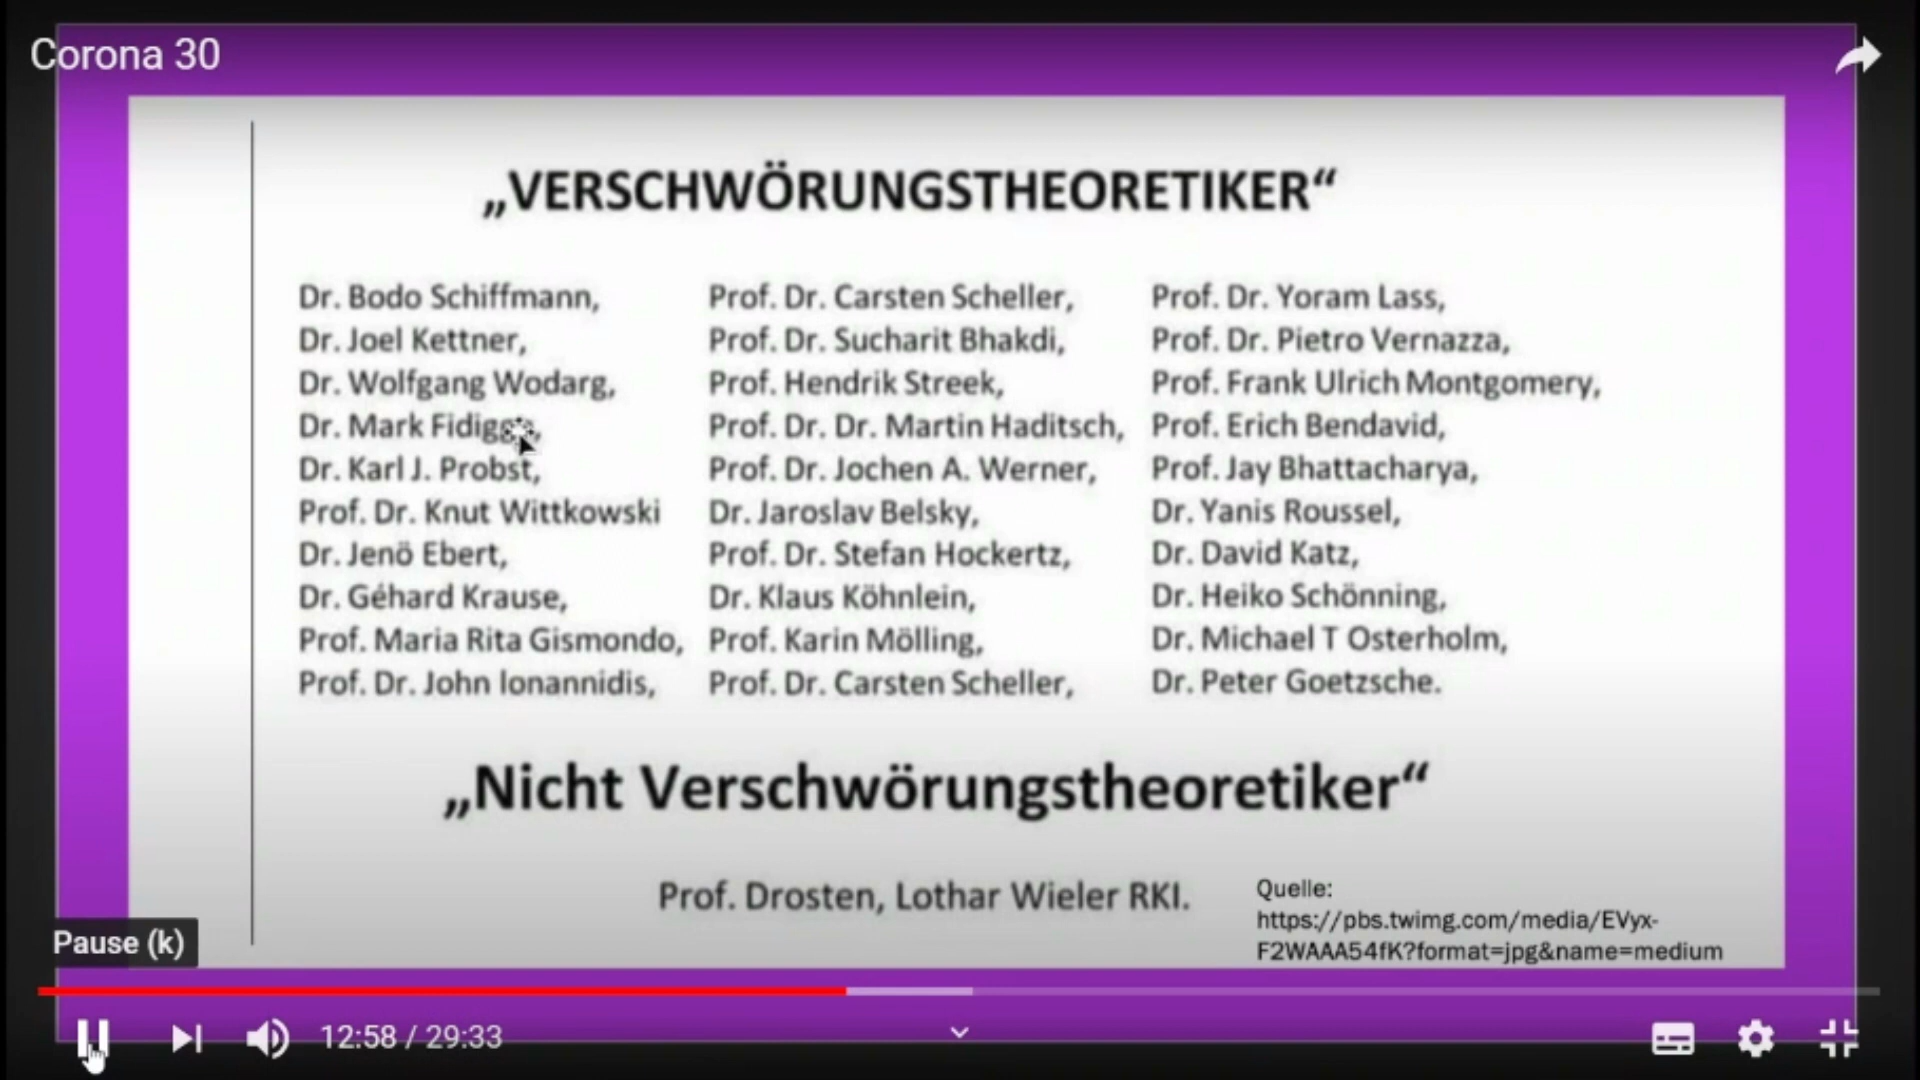 Corona 30
„VERSCHWÖRUNGSTHEORETIKER“
Dr. Bodo Schiffmann,
Dr. Joel Kettner,
Dr. Wolfgang Wodarg,
Dr. Mark
Dr. Karl J. Probst,
Prof. Dr. Knut Wittkowski
Dr. Jenö Ebert,
Dr. Géhard Krause,
Prof. Maria Rita Gismondo,
Prof. Dr. John Ionannidis,
Prof. Dr. Carsten Scheller,
Prof. Dr. Sucharit Bhakdi,
Prof. Hendrik Streek,
Prof. Dr. Dr. Martin Haditsch,
Prof. Dr. Jochen A. Werner,
Dr. Jaroslav Belsky,
Prof. Dr. Stefan Hockertz,
Dr. Klaus Köhnlein,
Prof. Karin Mölling,
Prof. Dr. Carsten Scheller,
Prof. Dr. Yoram Lass,
Prof. Dr. Pietro Vernazza,
Prof. Frank Ulrich Montgomery,
Prof. Erich Bendavid,
Prof. Jay Bhattacharya,
Dr. Yanis Roussel,
Dr. David Katz,
Dr. Heiko Schönning,
Dr. Michael T Osterholm,
Dr. Peter Goetzsche.
„Nicht Verschwörungstheoretiker“
Prof. Drosten, Lothar Wieler RKI.
Quelle:
https://pbs.twimg.com/media/EVyx-
F2WAAA54fK?format=jpg&name=medium
Pause (k)
12:58 / 29:33